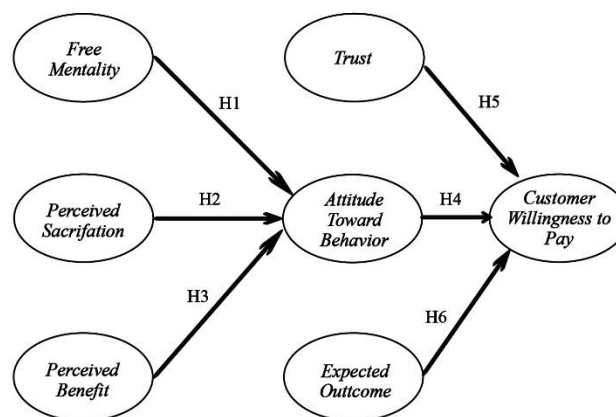 Free
Mentality
Trust
H1
H5
Perceived
Sacrifation
H2
Attitude
Toward
Behavior
H4
Customer
Willingness to
Pay
H3
H6
Perceived
Benefit
Expected
Outtcome